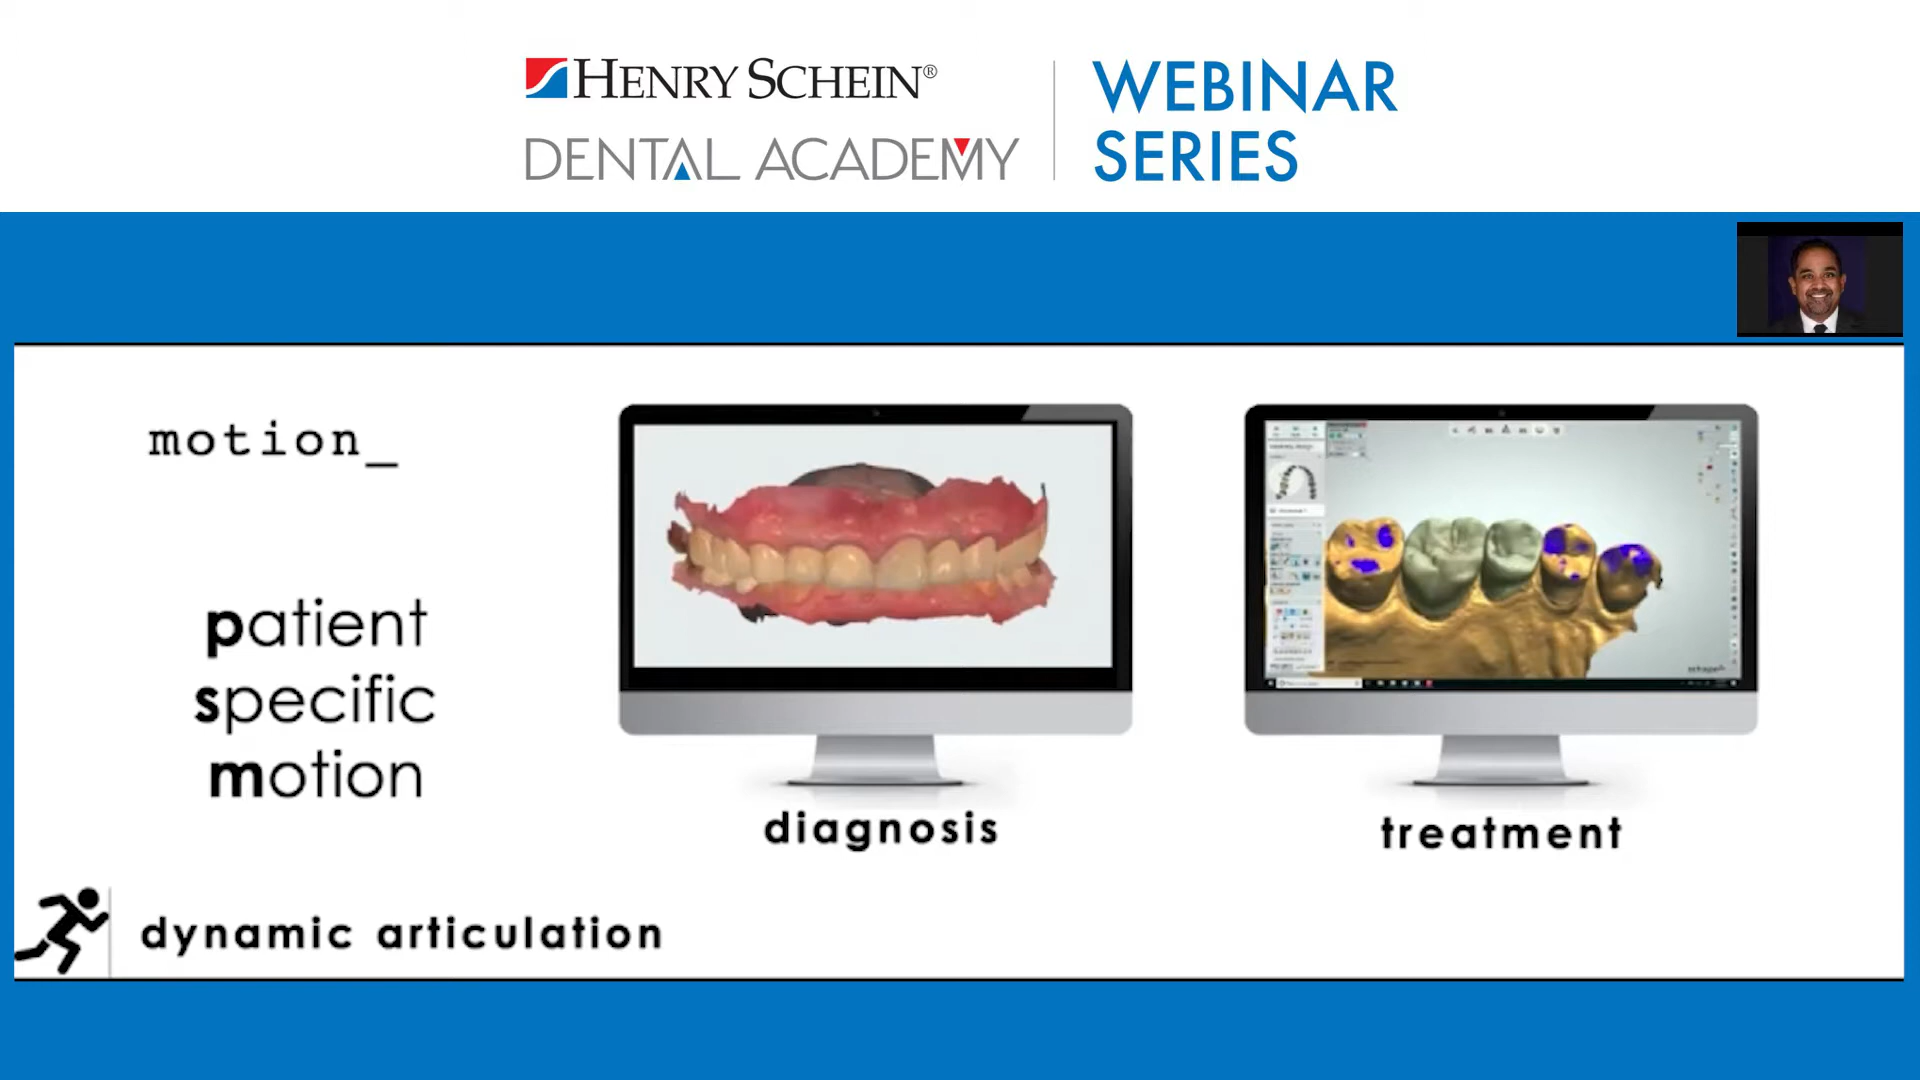 HENRY SCHEIN®
DENTAL ACADEMY
WEBINAR
SERIES
motion_
patient
specific
motion
diagnosis
treatment
dynamic articulation